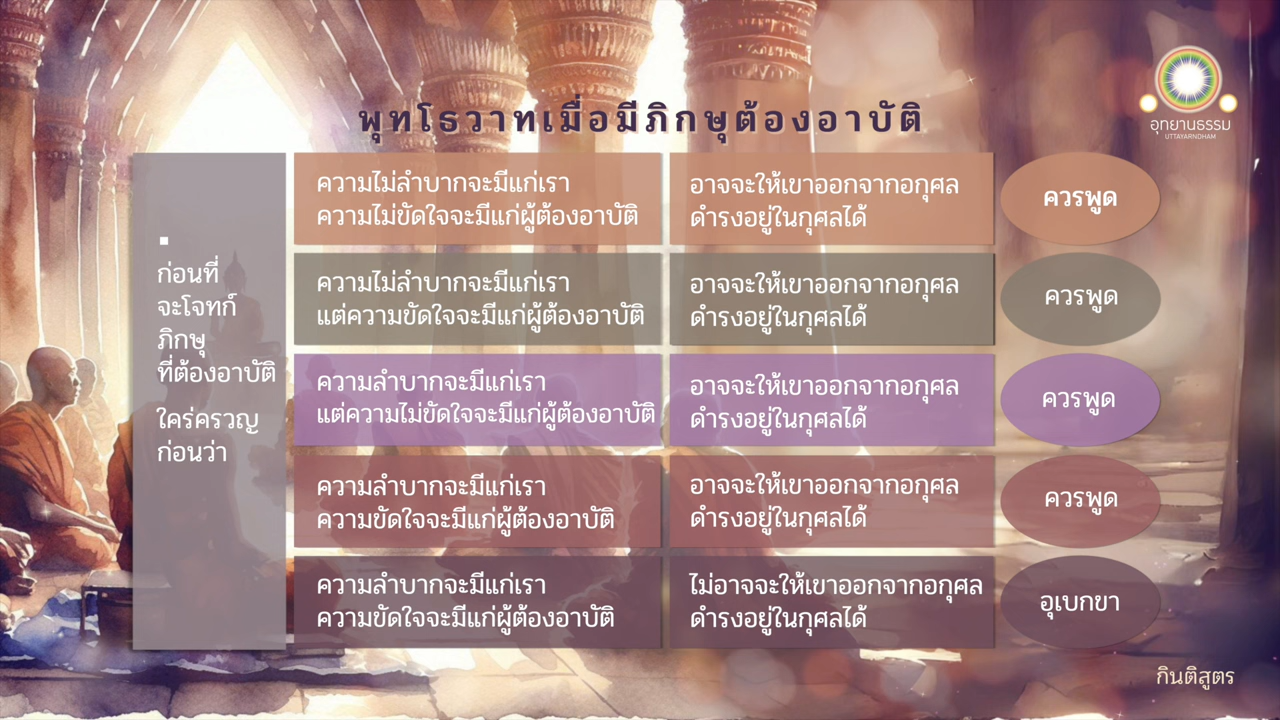 อุทยานธรรม
UTTAYARNDHAM
พุทโธวาทเมื่อมีภิกษุต้องอาบัติ
ก่อนที่
จะโจทก์
ภิกษุ
ที่ต้องอาบัติ
ใคร่ครวญ
ก่อนว่า
ความไม่ลำบากจะมีแก่เรา
ความไม่ขัดใจจะมีแก่ผู้ต้องอาบัติ
อาจจะให้เขาออกจากอกุศล
ดำรงอยู่ในกุศลได้
ควรพูด
ความไม่ลำบากจะมีแก่เรา
แต่ความขัดใจจะมีแก่ผู้ต้องอาบัติ
อาจจะให้เขาออกจากอกุศล
ดำรงอยู่ในกุศลได้
ควรพูด
ความลำบากจะมีแก่เรา
แต่ความไม่ขัดใจจะมีแก่ผู้ต้องอาบัติ
อาจจะให้เขาออกจากอกุศล
ดำรงอยู่ในกุศลได้
ควรพูด
ความลำบากจะมีแก่เรา
ความขัดใจจะมีแก่ผู้ต้องอาบัติ
อาจจะให้เขาออกจากอกุศล
ดำรงอยู่ในกุศลได้
ควรพูด
ความลำบากจะมีแก่เรา
ความขัดใจจะมีแก่ผู้ต้องอาบัติ
ไม่อาจจะให้เขาออกจากอกุศล
ดำรงอยู่ในกุศลได้
อุเบกขา
กินติสูตร